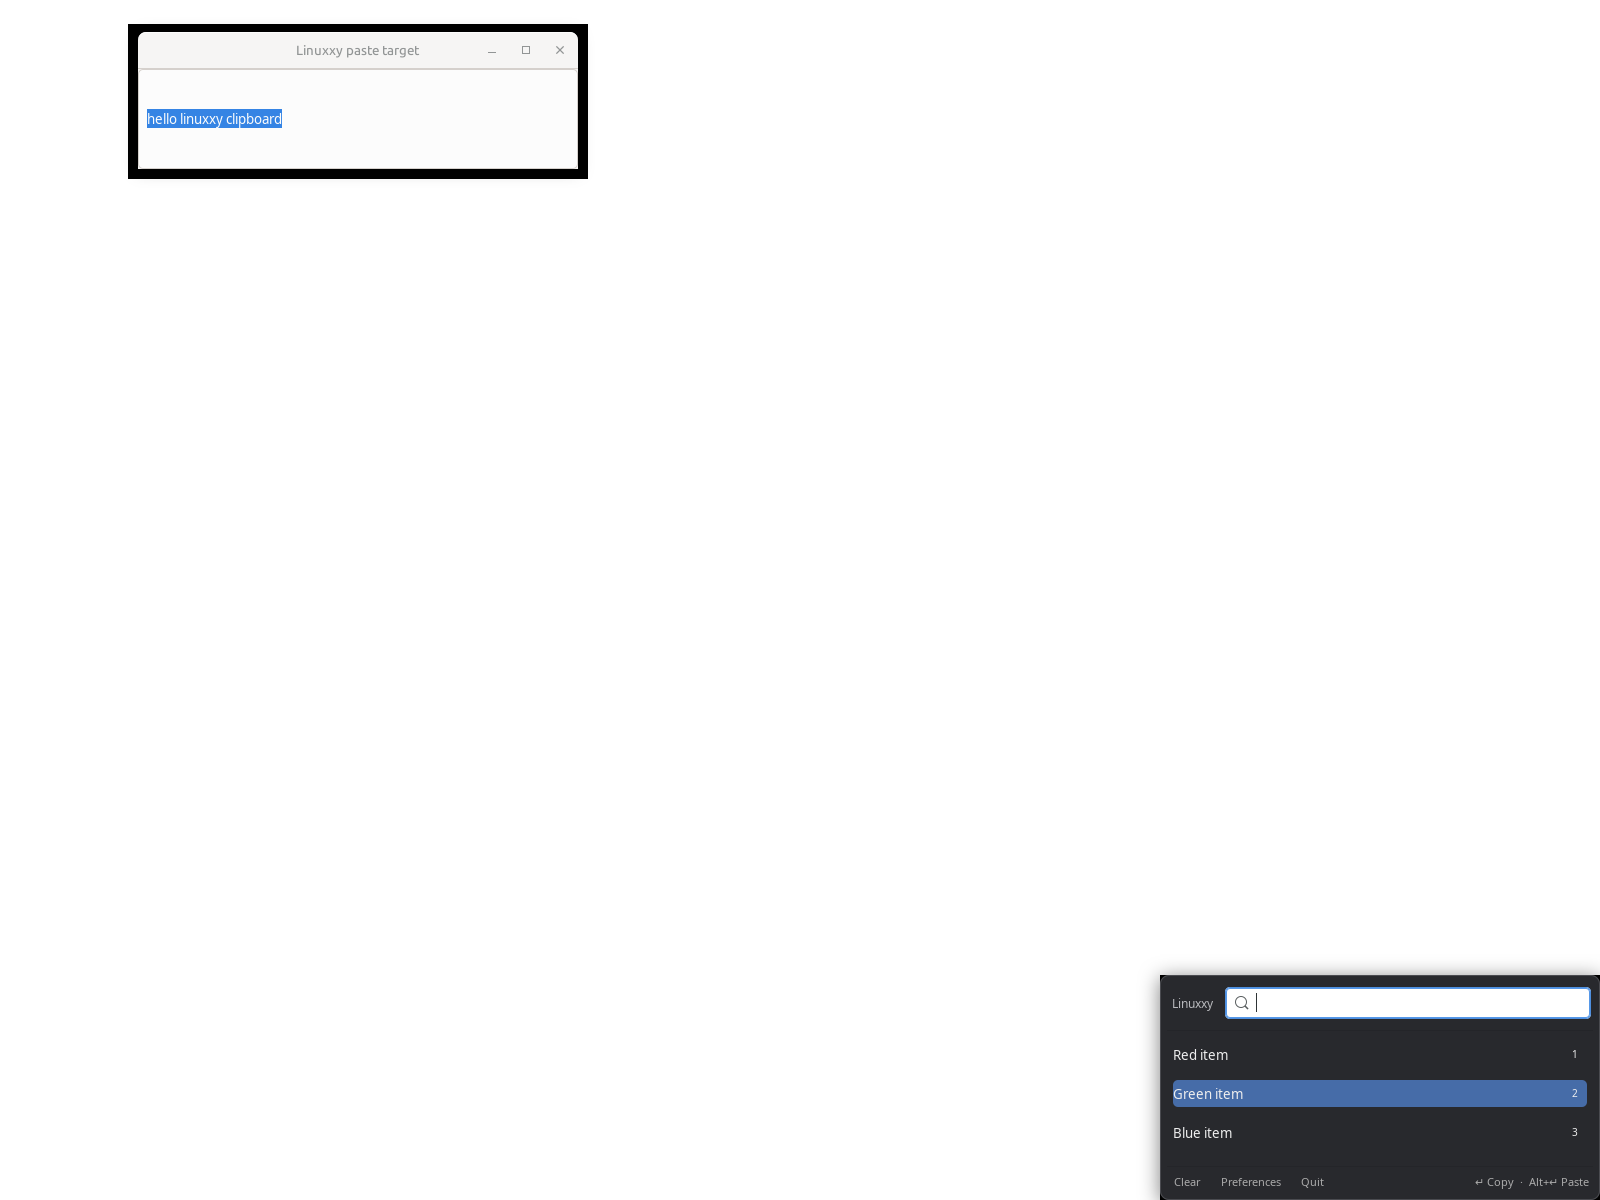 Linuxxy paste target
hello linuxxy clipboard
Linuxxy
Red item 1
Green item 2
Blue item 3
Clear Preferences Quit ↵ Copy · Alt+↵ Paste